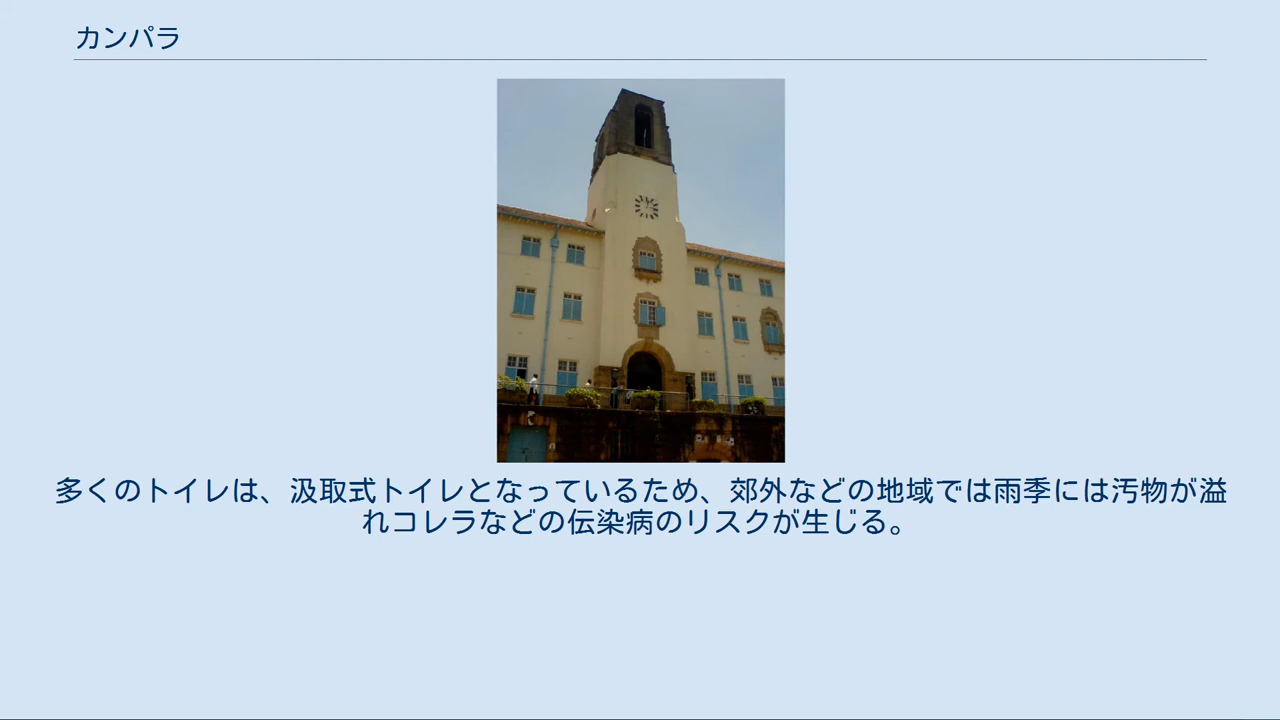 カンパラ
多くのトイレは、汲取式トイレとなっているため、郊外などの地域では雨季には汚物が溢
れコレラなどの伝染病のリスクが生じる。